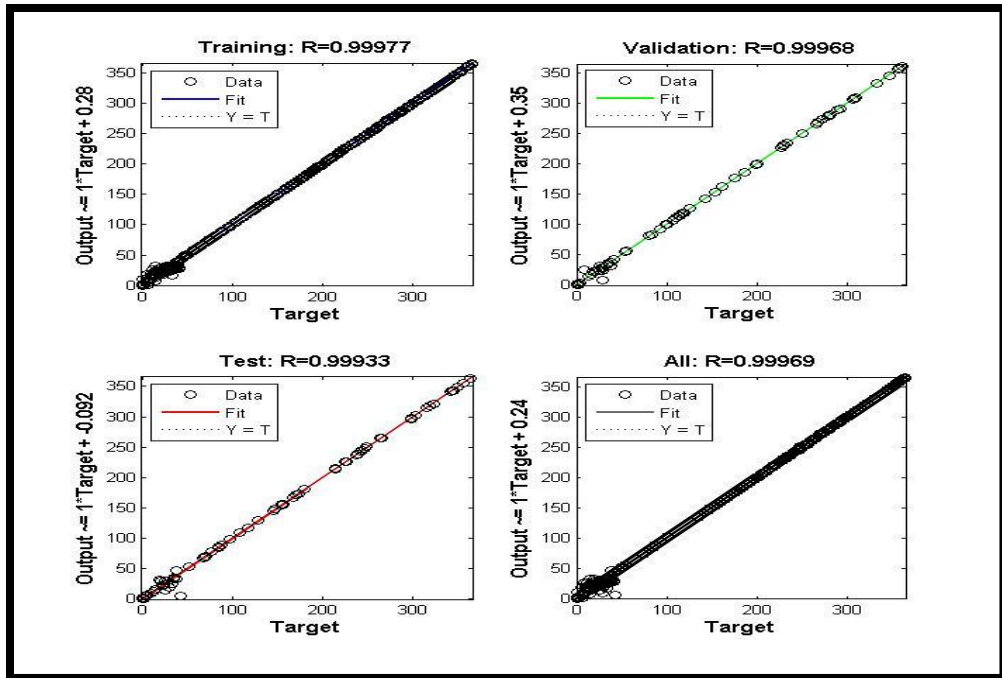 Training: R=0.99977
Output ~= 1*Target + 0.28
350
300
250
200
150
100
50
0
Data
Fit
Y = T
0
100
200
300
Target
Validation: R=0.99968
Output ~= 1*Target + 0.35
350
300
250
200
150
100
50
0
Data
Fit
Y = T
0
100
200
300
Target
Test: R=0.99933
Output ~= 1*Target + -0.092
350
300
250
200
150
100
50
0
Data
Fit
Y = T
0
100
200
300
Target
All: R=0.99969
Output ~= 1*Target + 0.24
350
300
250
200
150
100
50
0
Data
Fit
Y = T
0
100
200
300
Target